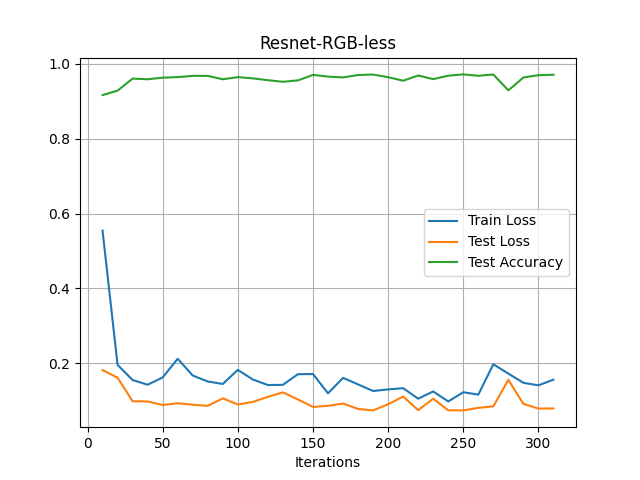 Resnet-RGB-less
1.0
0.8
0.6
0.4
0.2
Train Loss
Test Loss
Test Accuracy
0 50 100 150 200 250 300
Iterations